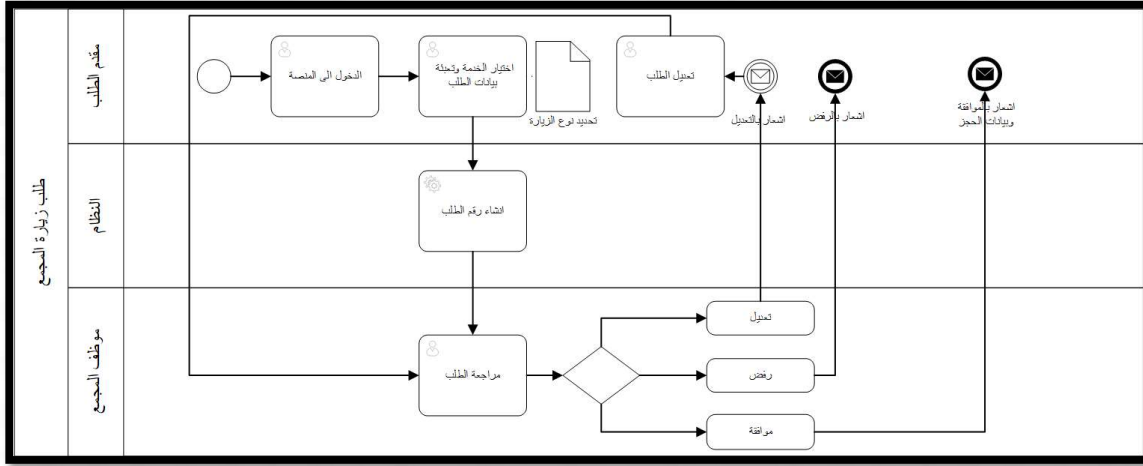 طلب زيارة المجمع
مقدم الطلب
الدخول الى المنصة
اختيار الخدمة وتعبئة
بيانات الطلب
تحديد نوع الزيارة
تعديل الطلب
اشعار بالتعديل
اشعار بالرفض
اشعار بالموافقة
وبيانات الحجز
النظام
انشاء رقم الطلب
موظف المجمع
مراجعة الطلب
تعديل
رفض
موافقة